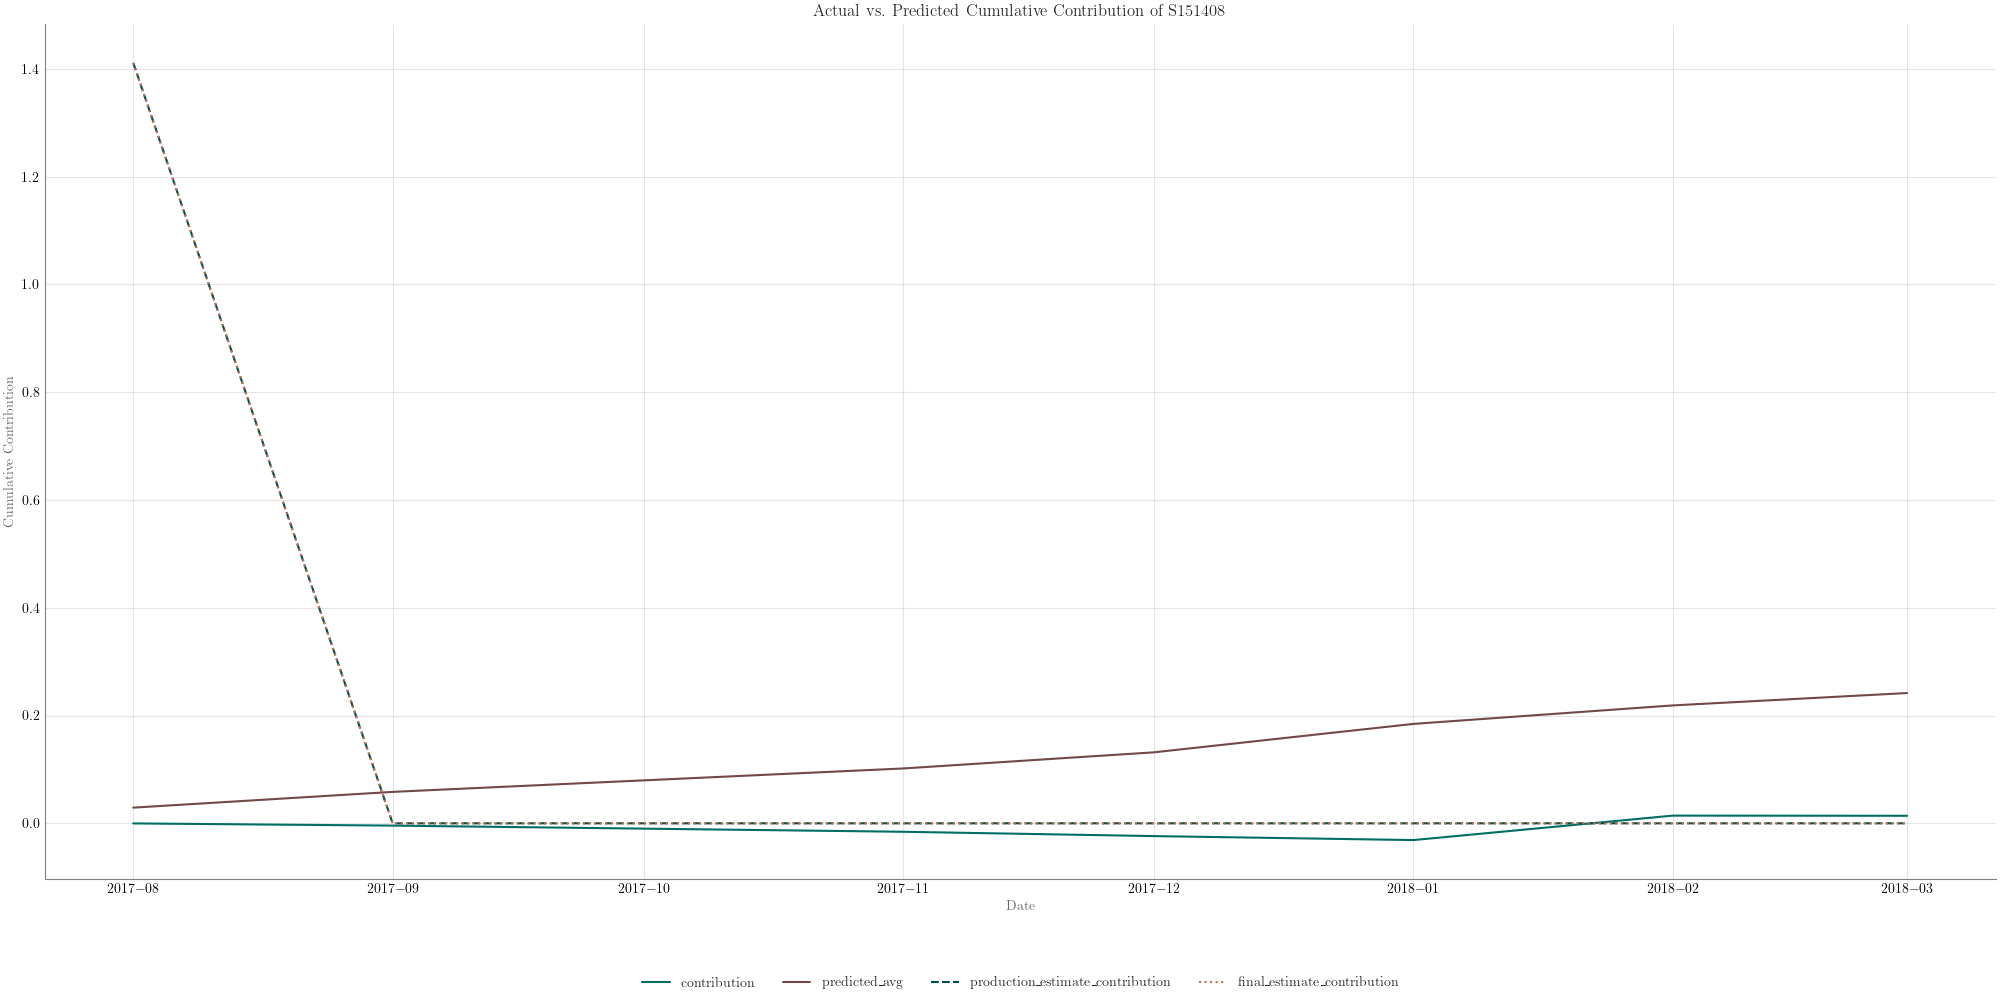 Actual vs. Predicted Cumulative Contribution of S151408
Cumulative Contribution
1.4
1.2
1.0
0.8
0.6
0.4
0.2
0.0
2017−08 2017−09 2017−10 2017−11 2017−12 2018−01 2018−02 2018−03
Date
contribution predicted_avg production_estimate_contribution final_estimate_contribution